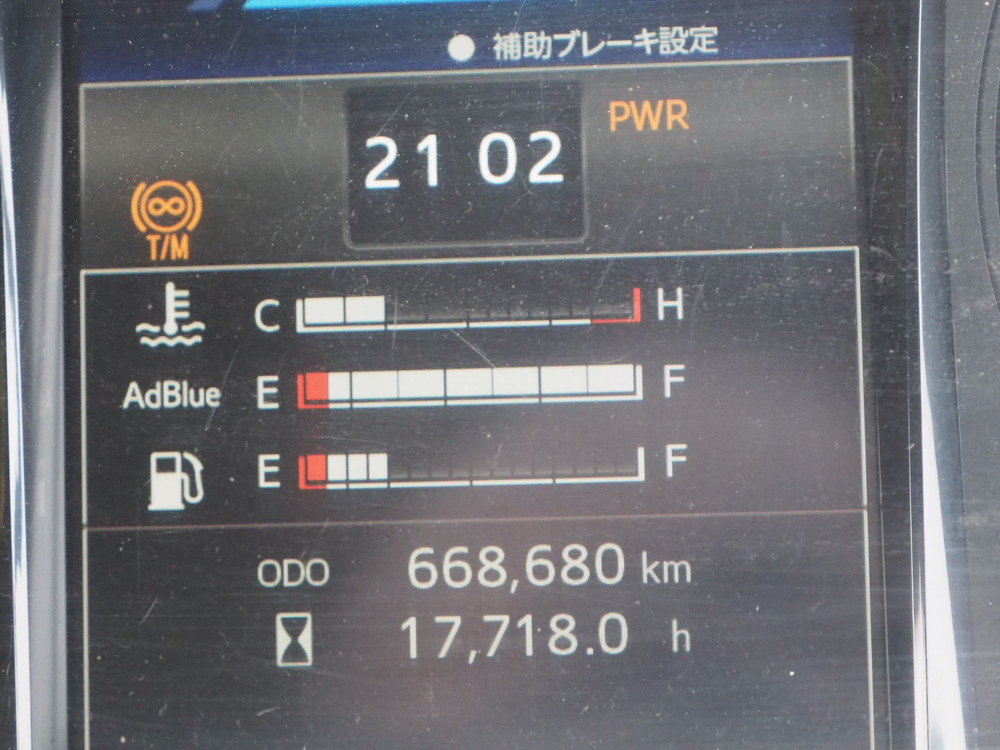 補助ブレーキ設定
21 02 PWR
T/M
C H
AdBlue E F
E F
ODO 668,680 km
17,718.0 h